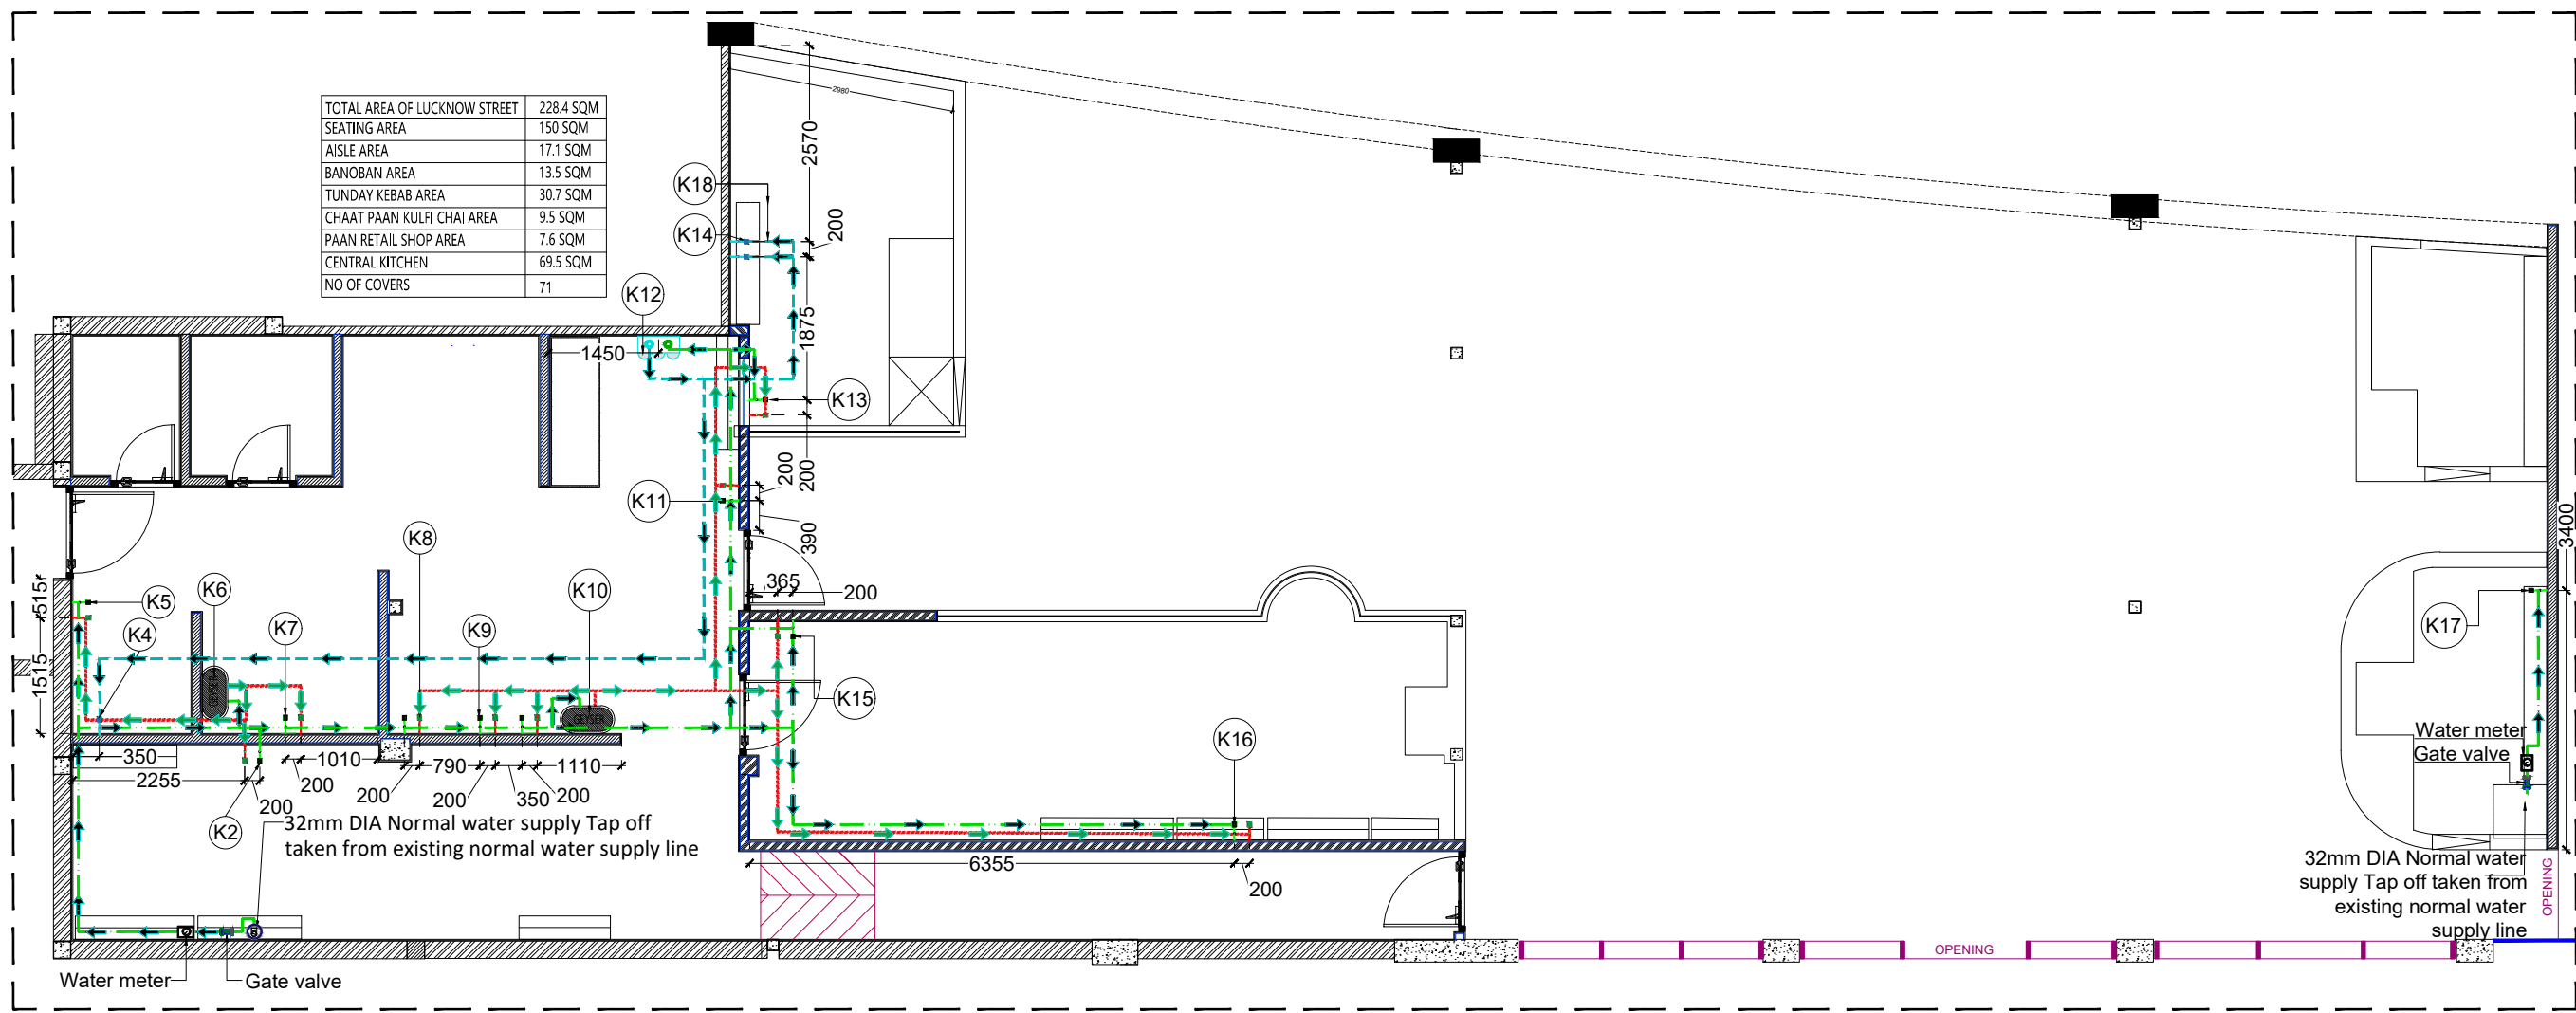 TOTAL AREA OF LUCKNOW STREET 228.4 SQM
SEATING AREA 150 SQM
AISLE AREA 17.1 SQM
BANOBAN AREA 13.5 SQM
TUNDAY KEBAB AREA 30.7 SQM
CHAAT PAAN KULFI CHAI AREA 9.5 SQM
PAAN RETAIL SHOP AREA 7.6 SQM
CENTRAL KITCHEN 69.5 SQM
NO OF COVERS 71
2980
2570
K18
200
K14
K12
1875
1450
K13
200
200
K11
390
K8
365
200
K5
K6
K10
515
K4
K7
K9
1515
GEYSER
GEYSER
K15
350
2255
1010
790
1110
200
200
200
200
350
200
K2
32mm DIA Normal water supply Tap off
taken from existing normal water supply line
K16
6355
200
Water meter
Gate valve
3400
K17
Water meter
Gate valve
32mm DIA Normal water
supply Tap off taken from
existing normal water
supply line
OPENING
OPENING